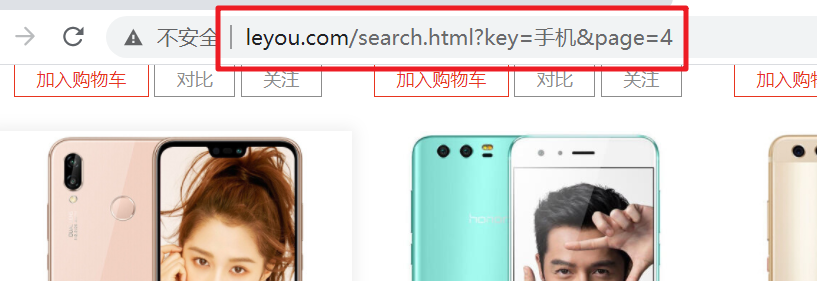 不安全 | leyou.com/search.html?key=手机&page=4
加入购物车 对比 关注 加入购物车 对比 关注 加入购物
honor